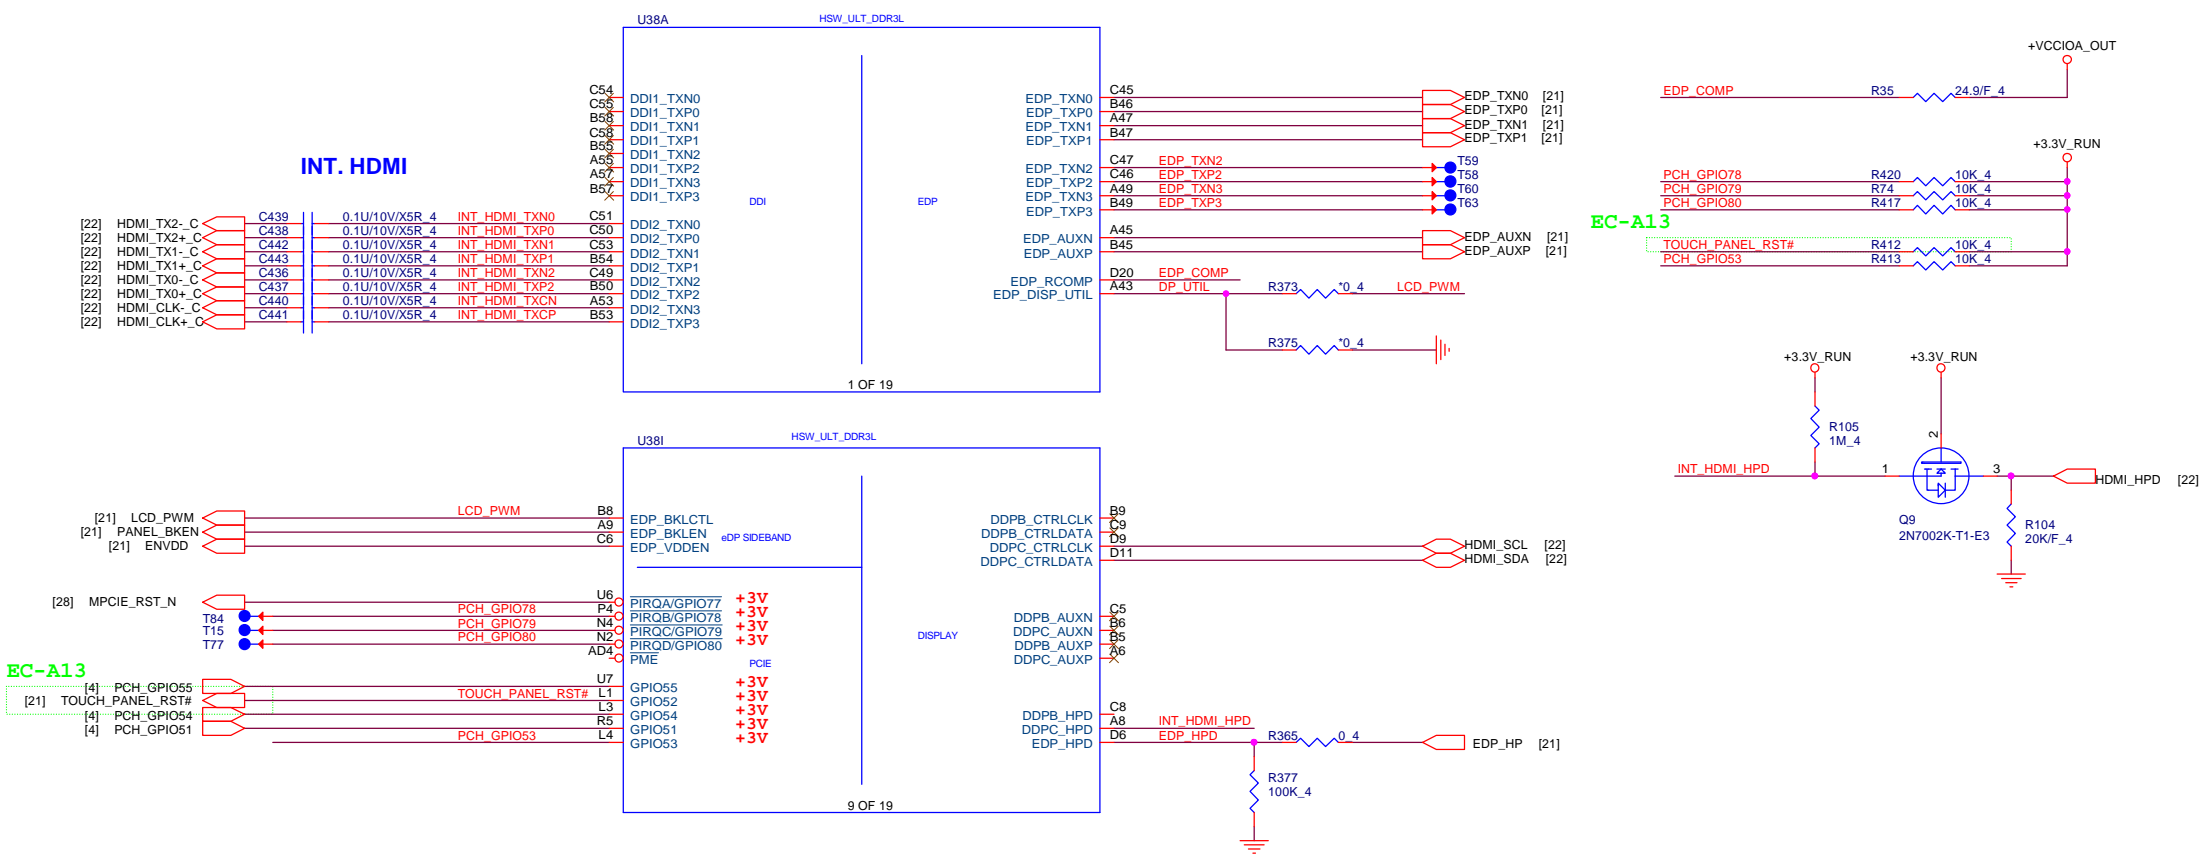 U38A
HSW_ULT_DDR3L
INT. HDMI
C54 DDI1_TXN0
C55 DDI1_TXP0
B58 DDI1_TXN1
C58 DDI1_TXP1
B55 DDI1_TXN2
A55 DDI1_TXP2
A57 DDI1_TXN3
B57 DDI1_TXP3
[22] HDMI_TX2-_C C439 0.1U/10V/X5R_4 INT_HDMI_TXN0 C51 DDI2_TXN0
[22] HDMI_TX2+_C C438 0.1U/10V/X5R_4 INT_HDMI_TXP0 C50 DDI2_TXP0
[22] HDMI_TX1-_C C442 0.1U/10V/X5R_4 INT_HDMI_TXN1 C53 DDI2_TXN1
[22] HDMI_TX1+_C C443 0.1U/10V/X5R_4 INT_HDMI_TXP1 B54 DDI2_TXP1
[22] HDMI_TX0-_C C436 0.1U/10V/X5R_4 INT_HDMI_TXN2 C49 DDI2_TXN2
[22] HDMI_TX0+_C C437 0.1U/10V/X5R_4 INT_HDMI_TXP2 B50 DDI2_TXP2
[22] HDMI_CLK-_C C440 0.1U/10V/X5R_4 INT_HDMI_TXCN A53 DDI2_TXN3
[22] HDMI_CLK+_C C441 0.1U/10V/X5R_4 INT_HDMI_TXCP B53 DDI2_TXP3
DDI
EDP
EDP_TXN0 C45 EDP_TXN0 [21]
EDP_TXP0 B46 EDP_TXP0 [21]
EDP_TXN1 A47 EDP_TXN1 [21]
EDP_TXP1 B47 EDP_TXP1 [21]
EDP_TXN2 C47 EDP_TXN2 T59
EDP_TXP2 C46 EDP_TXP2 T58
EDP_TXN3 A49 EDP_TXN3 T60
EDP_TXP3 B49 EDP_TXP3 T63
EDP_AUXN A45 EDP_AUXN [21]
EDP_AUXP B45 EDP_AUXP [21]
EDP_RCOMP D20 EDP_COMP
EDP_DISP_UTIL A43 DP_UTIL R373 *0_4 LCD_PWM
R375 *0_4
1 OF 19
+VCCIOA_OUT
EDP_COMP R35 24.9/F_4
+3.3V_RUN
PCH_GPIO78 R420 10K_4
PCH_GPIO79 R74 10K_4
PCH_GPIO80 R417 10K_4
EC-A13
TOUCH_PANEL_RST# R412 10K_4
PCH_GPIO53 R413 10K_4
+3.3V_RUN +3.3V_RUN
R105
1M_4
2
INT_HDMI_HPD 1 3 HDMI_HPD [22]
Q9
2N7002K-T1-E3
R104
20K/F_4
U38I
HSW_ULT_DDR3L
[21] LCD_PWM LCD_PWM B8 EDP_BKLCTL
[21] PANEL_BKEN A9 EDP_BKLEN
[21] ENVDD C6 EDP_VDDEN
eDP SIDEBAND
[28] MPCIE_RST_N U6 PIRQA/GPIO77 +3V
T84 PCH_GPIO78 P4 PIRQB/GPIO78 +3V
T15 PCH_GPIO79 N4 PIRQC/GPIO79 +3V
T77 PCH_GPIO80 N2 PIRQD/GPIO80 +3V
AD4 PME
PCIE
EC-A13
[4] PCH_GPIO55 U7 GPIO55 +3V
[21] TOUCH_PANEL_RST# TOUCH_PANEL_RST# L1 GPIO52 +3V
[4] PCH_GPIO54 L3 GPIO54 +3V
[4] PCH_GPIO51 R5 GPIO51 +3V
PCH_GPIO53 L4 GPIO53 +3V
DISPLAY
DDPB_CTRLCLK B9
DDPB_CTRLDATA C9
DDPC_CTRLCLK D9 HDMI_SCL [22]
DDPC_CTRLDATA D11 HDMI_SDA [22]
DDPB_AUXN C5
DDPC_AUXN B6
DDPB_AUXP B5
DDPC_AUXP A6
DDPB_HPD C8
DDPC_HPD A8 INT_HDMI_HPD
EDP_HPD D6 EDP_HPD R365 0_4 EDP_HP [21]
R377
100K_4
9 OF 19